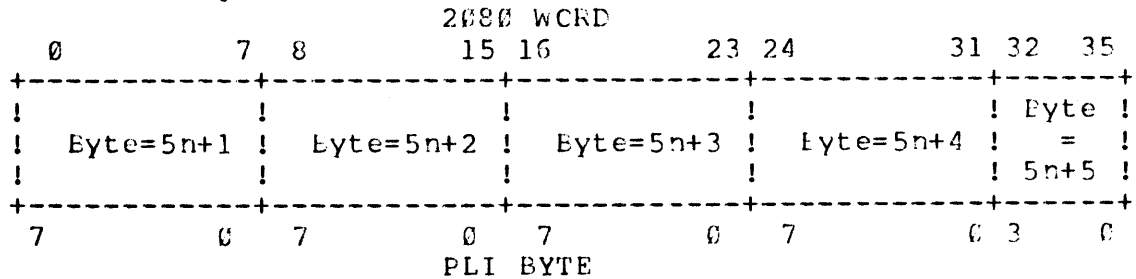 2080 WORD
0 7 8 15 16 23 24 31 32 35
+-------------+-------------+-------------+-------------+------+
! ! ! ! ! Byte !
! Byte=5n+1 ! Byte=5n+2 ! Byte=5n+3 ! Byte=5n+4 ! = !
! ! ! ! ! 5n+5 !
+-------------+-------------+-------------+-------------+------+
7 0 7 0 7 0 7 0 3 0
PLI BYTE